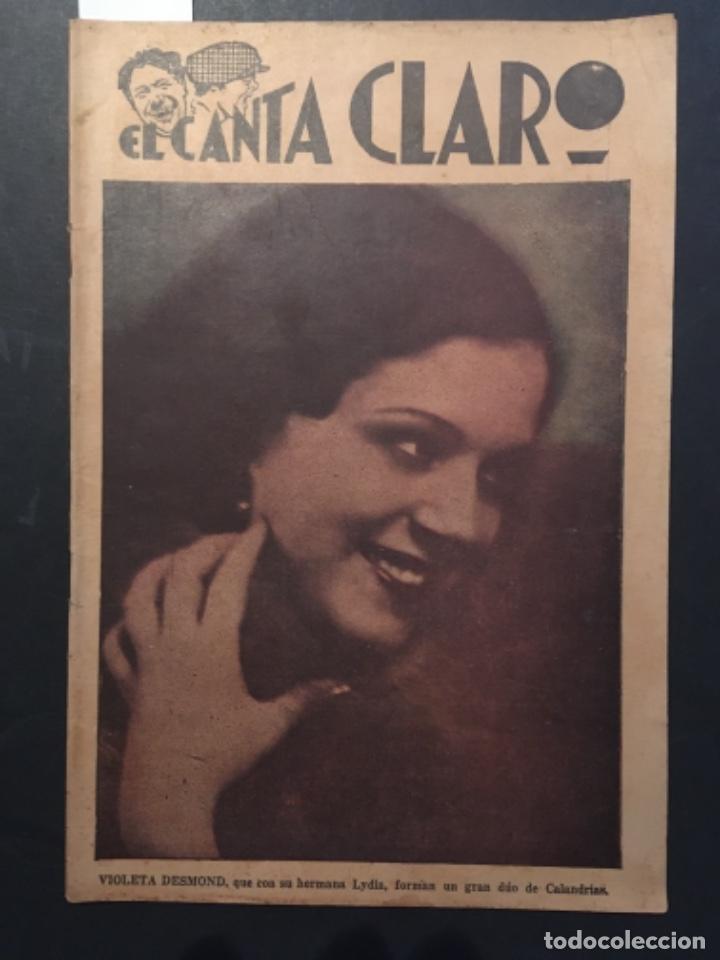 EL CANTA CLARO
VIOLETA DESMOND, que con su hermana Lydia, forman un gran dúo de Calandrias.
todocoleccion